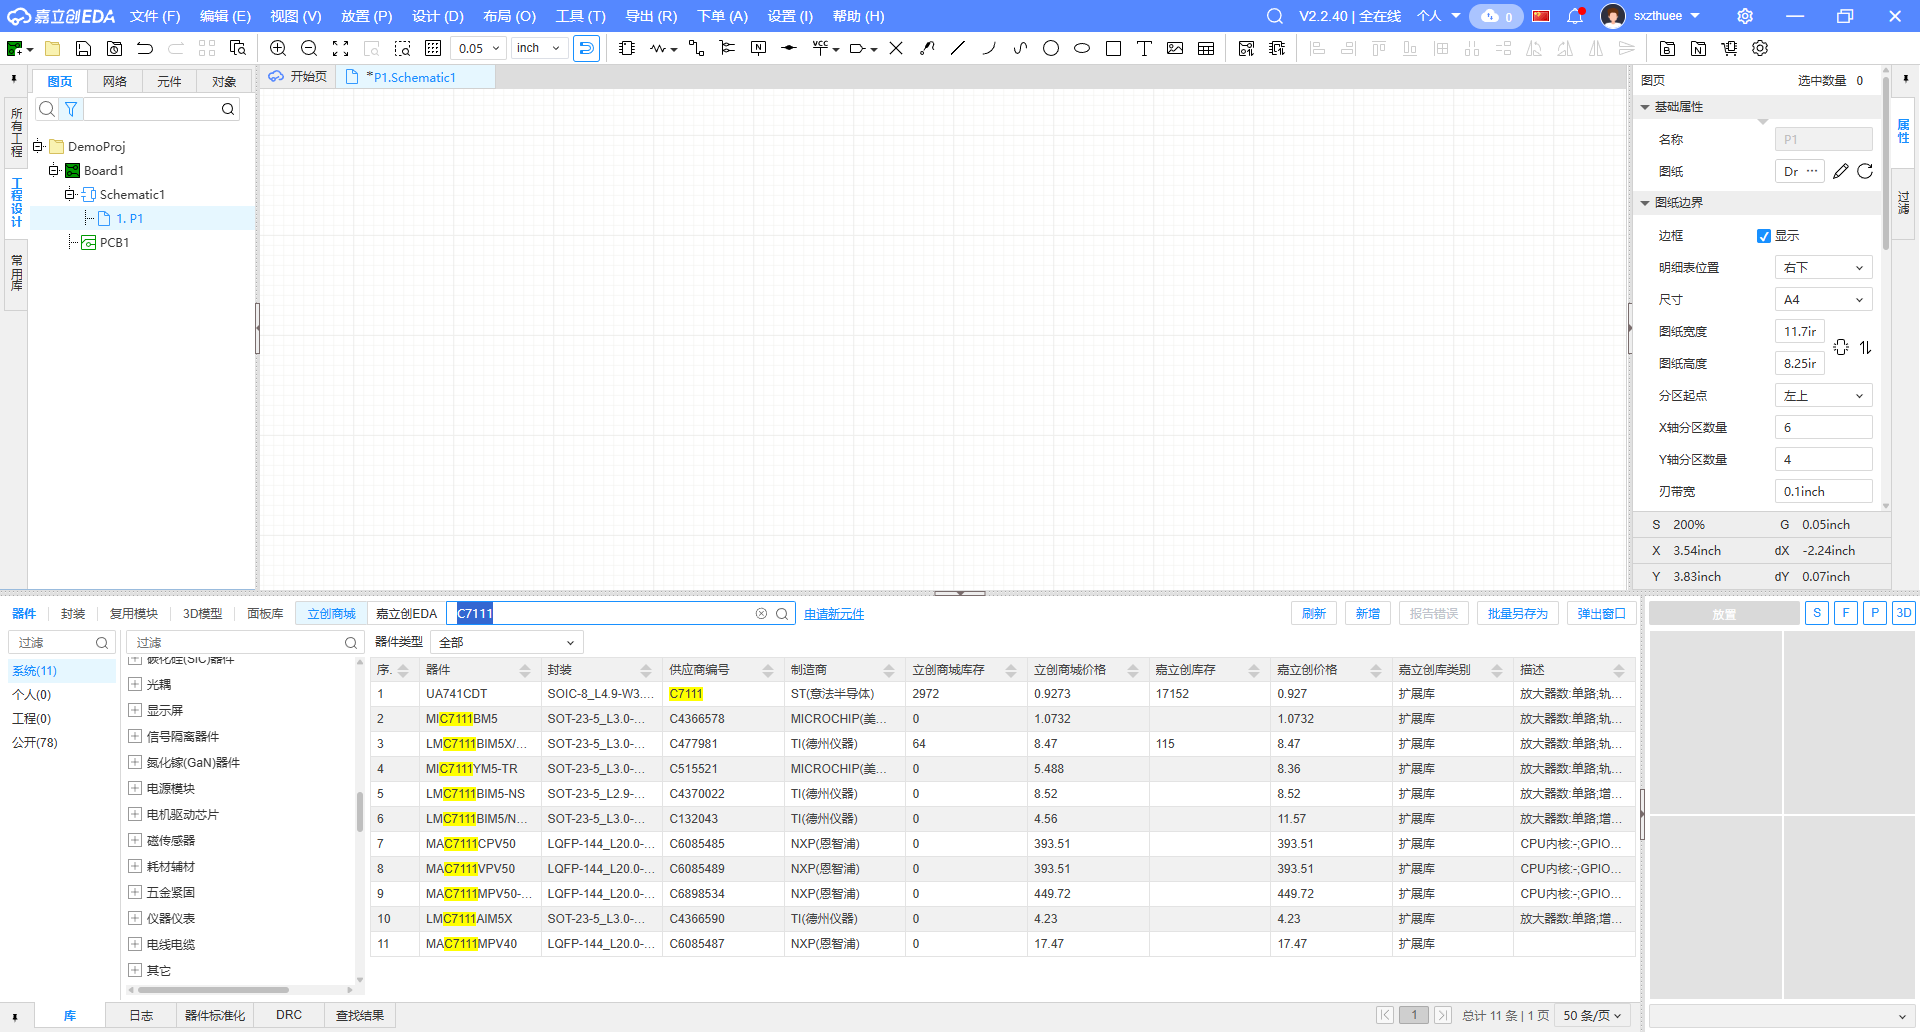 嘉立创EDA 文件 (F) 编辑 (E) 视图 (V) 放置 (P) 设计 (D) 布局 (O) 工具 (T) 导出 (R) 下单 (A) 设置 (I) 帮助 (H) V2.2.40 | 全在线 个人 0 sxzthuee
0.05 inch VCC
图页 网络 元件 对象
开始页 *P1.Schematic1
所有工程
工程设计
常用库
DemoProj
Board1
Schematic1
1. P1
PCB1
图页 选中数量 0
基础属性
名称 P1
图纸 Dr ...
图纸边界
边框 显示
明细表位置 右下
尺寸 A4
图纸宽度 11.7ir
图纸高度 8.25ir
分区起点 左上
X轴分区数量 6
Y轴分区数量 4
刃带宽 0.1inch
S 200% G 0.05inch
X 3.54inch dX -2.24inch
Y 3.83inch dY 0.07inch
属性
过滤
器件 封装 复用模块 3D模型 面板库 立创商城 嘉立创EDA C7111 申请新元件 刷新 新增 报告错误 批量另存为 弹出窗口 放置 S F P 3D
过滤 过滤 器件类型 全部
系统(11)
个人(0)
工程(0)
公开(78)
碳化硅(SiC)器件
光耦
显示屏
信号隔离器件
氮化镓(GaN)器件
电源模块
电机驱动芯片
磁传感器
耗材辅材
五金紧固
仪器仪表
电线电缆
其它
序. 器件 封装 供应商编号 制造商 立创商城库存 立创商城价格 嘉立创库存 嘉立创价格 嘉立创库类别 描述
1 UA741CDT SOIC-8_L4.9-W3.... C7111 ST(意法半导体) 2972 0.9273 17152 0.927 扩展库 放大器数:单路;轨...
2 MIC7111BM5 SOT-23-5_L3.0-... C4366578 MICROCHIP(美... 0 1.0732 1.0732 扩展库 放大器数:单路;轨...
3 LMC7111BIM5X/... SOT-23-5_L3.0-... C477981 TI(德州仪器) 64 8.47 115 8.47 扩展库 放大器数:单路;轨...
4 MIC7111YM5-TR SOT-23-5_L3.0-... C515521 MICROCHIP(美... 0 5.488 8.36 扩展库 放大器数:单路;轨...
5 LMC7111BIM5-NS SOT-23-5_L2.9-... C4370022 TI(德州仪器) 0 8.52 8.52 扩展库 放大器数:单路;增...
6 LMC7111BIM5/N... SOT-23-5_L3.0-... C132043 TI(德州仪器) 0 4.56 11.57 扩展库 放大器数:单路;增...
7 MAC7111CPV50 LQFP-144_L20.0-... C6085485 NXP(恩智浦) 0 393.51 393.51 扩展库 CPU内核:-;GPIO...
8 MAC7111VPV50 LQFP-144_L20.0-... C6085489 NXP(恩智浦) 0 393.51 393.51 扩展库 CPU内核:-;GPIO...
9 MAC7111MPV50-... LQFP-144_L20.0-... C6898534 NXP(恩智浦) 0 449.72 449.72 扩展库 CPU内核:-;GPIO...
10 LMC7111AIM5X SOT-23-5_L3.0-... C4366590 TI(德州仪器) 0 4.23 4.23 扩展库 放大器数:单路;增...
11 MAC7111MPV40 LQFP-144_L20.0-... C6085487 NXP(恩智浦) 0 17.47 17.47 扩展库
库 日志 器件标准化 DRC 查找结果 1 总计 11 条 | 1 页 50 条/页